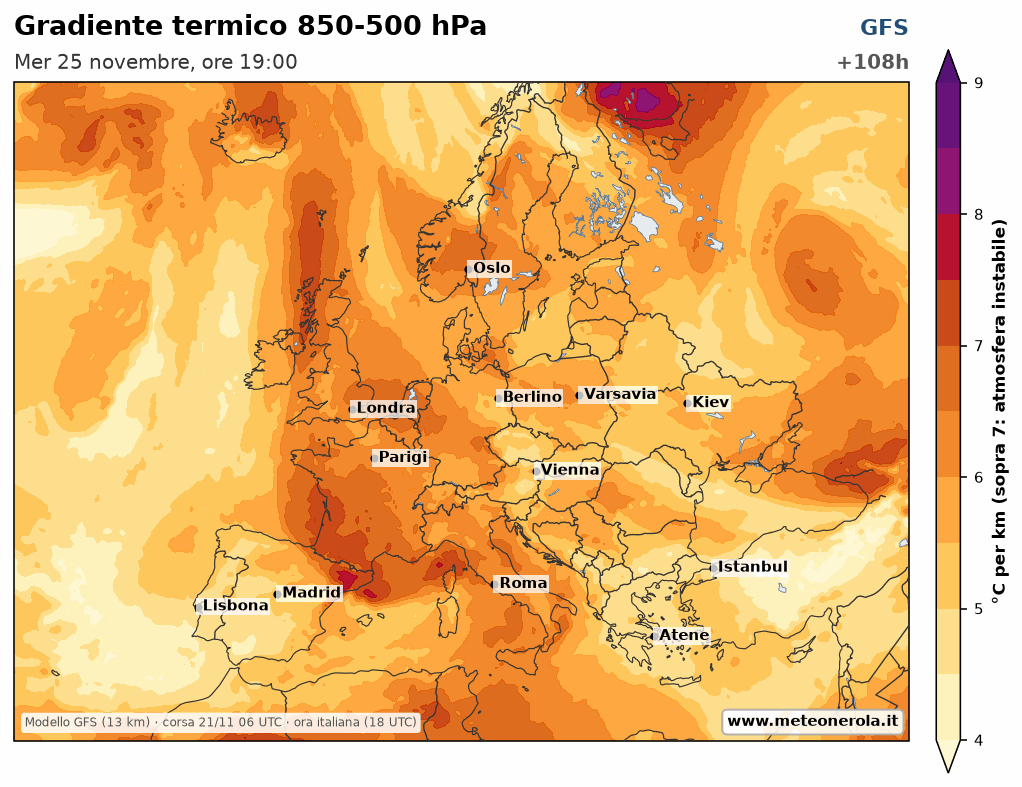 Gradiente termico 850-500 hPa
GFS
Mer 25 novembre, ore 19:00
+108h
Oslo
Londra
Berlino
Varsavia
Kiev
Parigi
Vienna
Istanbul
Roma
Madrid
Lisbona
Atene
Modello GFS (13 km) · corsa 21/11 06 UTC · ora italiana (18 UTC)
www.meteonerola.it
9
8
7
6
5
4
°C per km (sopra 7: atmosfera instabile)